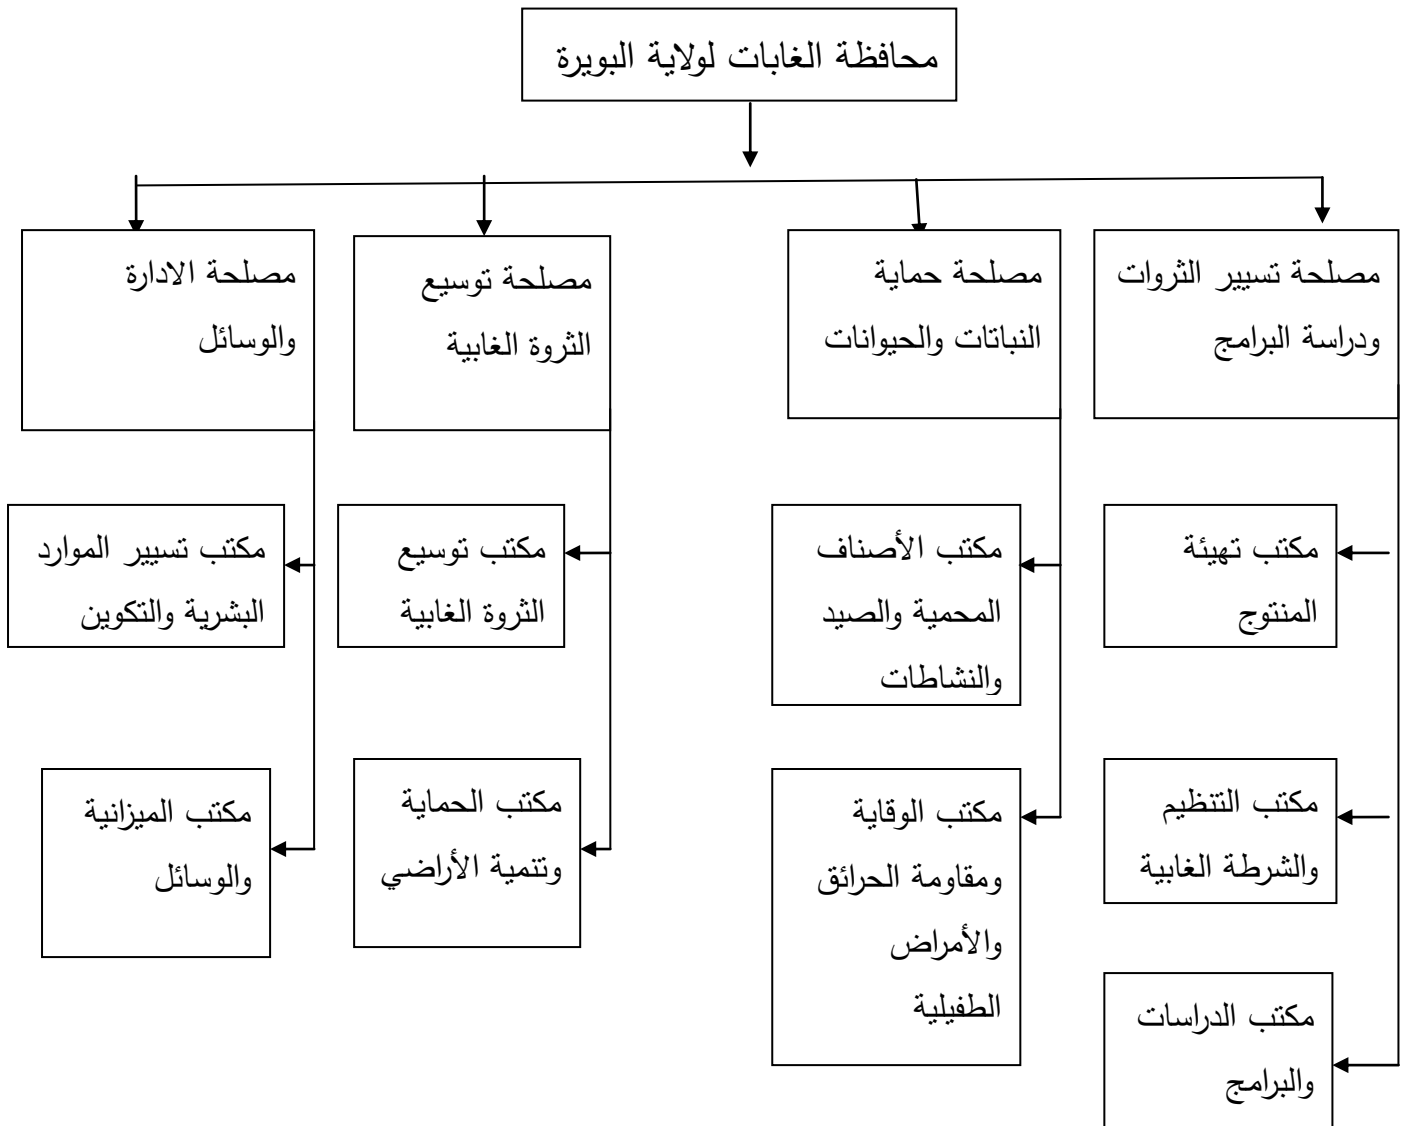 محافظة الغابات لولاية البويرة
مصلحة تسيير الثروات
ودراسة البرامج
مصلحة حماية
النباتات والحيوانات
مصلحة توسيع
الثروة الغابية
مصلحة الادارة
والوسائل
مكتب تهيئة
المنتوج
مكتب الأصناف
المحمية والصيد
والنشاطات
مكتب توسيع
الثروة الغابية
مكتب تسيير الموارد
البشرية والتكوين
مكتب التنظيم
والشرطة الغابية
مكتب الوقاية
ومقاومة الحرائق
والأمراض
الطفيلية
مكتب الحماية
وتنمية الأراضي
مكتب الميزانية
والوسائل
مكتب الدراسات
والبرامج